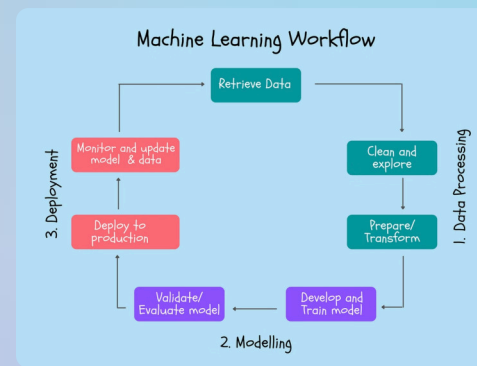 Machine Learning Workflow
Retrieve Data
Clean and
explore
1. Data Processing
Prepare/
Transform
Develop and
Train model
2. Modelling
Validate/
Evaluate model
Deploy to
production
3. Deployment
Monitor and update
model & data